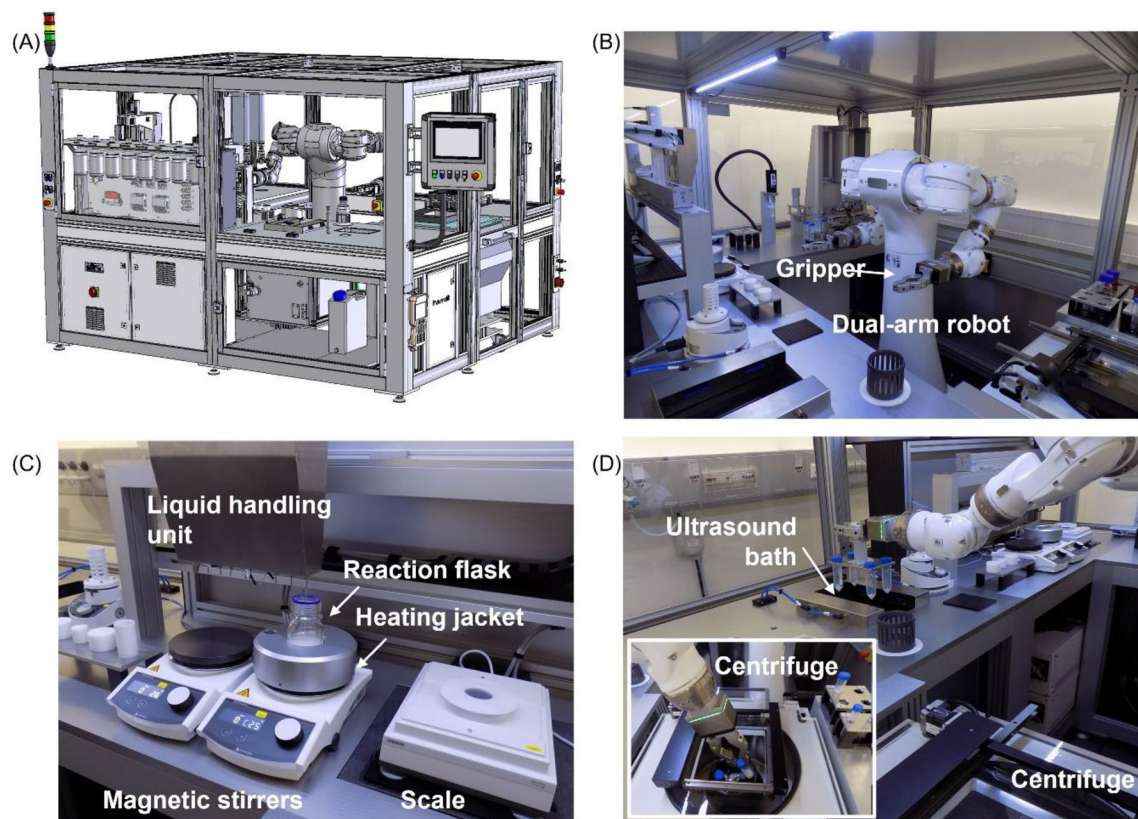 (A)
(B)
Gripper
Dual-arm robot
(C)
Liquid handling
unit
Reaction flask
Heating jacket
Magnetic stirrers
Scale
(D)
Ultrasound
bath
Centrifuge
Centrifuge